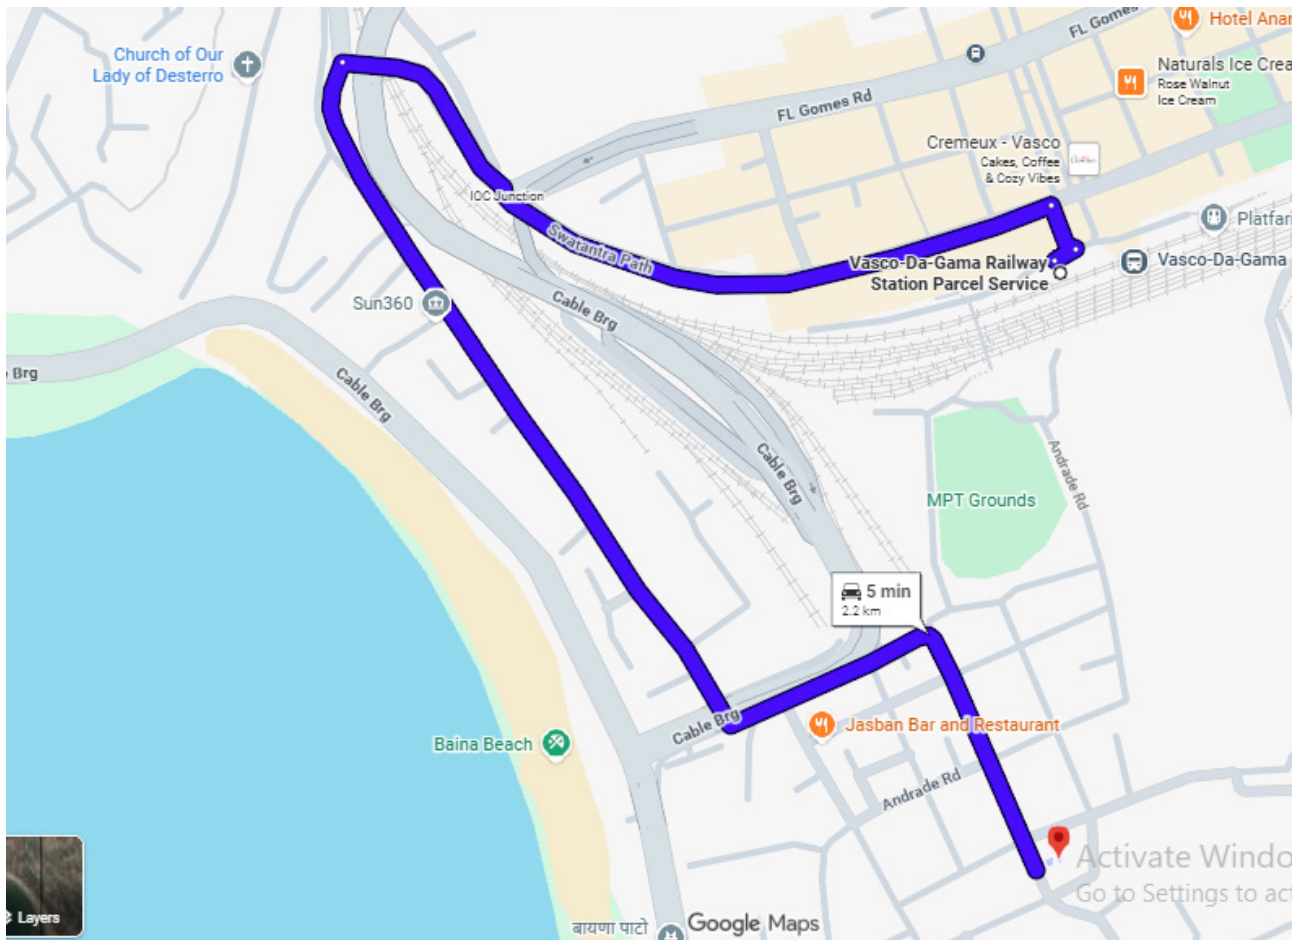 FL Gomes
Hotel Anar
Church of Our
Lady of Desterro
Naturals Ice Crea
Rose Walnut
Ice Cream
FL Gomes Rd
Cremeux - Vasco
Cakes, Coffee
& Cozy Vibes
IOC Junction
Swatantra Path
Platfar
Vasco-Da-Gama Railway
Station Parcel Service
Vasco-Da-Gama
Sun360
Cable Brg
Brg
Cable Brg
Cable Brg
Andrade Rd
MPT Grounds
5 min
2.2 km
Cable Brg
Jasban Bar and Restaurant
Baina Beach
Andrade Rd
Activate Windo
Go to Settings to act
Layers
बायणा पाटो
Google Maps